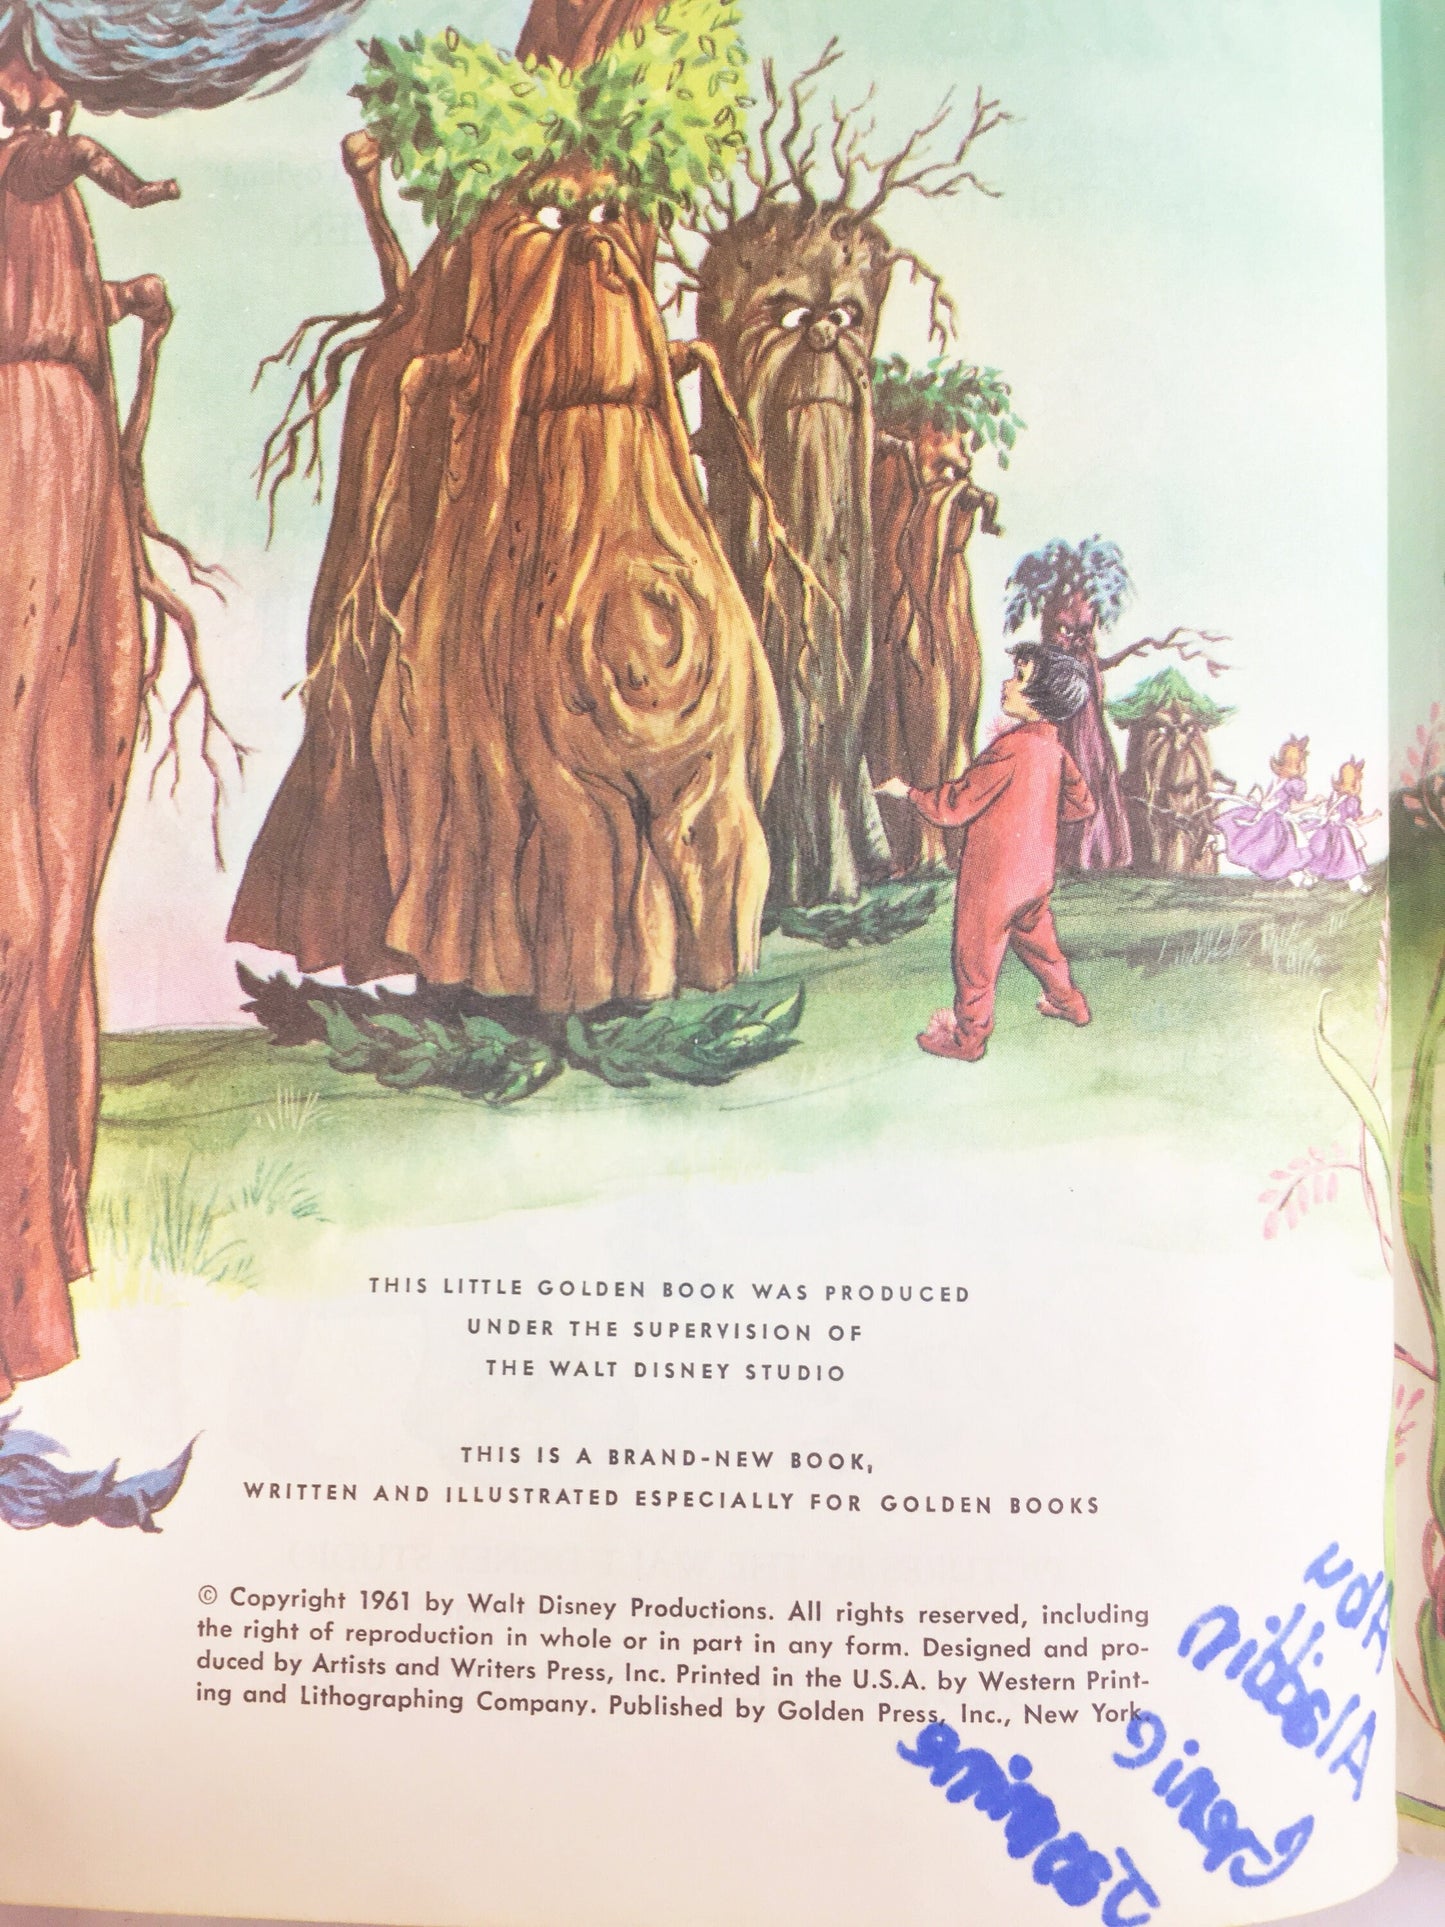 THIS LITTLE GOLDEN BOOK WAS PRODUCED
UNDER THE SUPERVISION OF
THE WALT DISNEY STUDIO
THIS IS A BRAND-NEW BOOK,
WRITTEN AND ILLUSTRATED ESPECIALLY FOR GOLDEN BOOKS
© Copyright 1961 by Walt Disney Productions. All rights reserved, including
the right of reproduction in whole or in part in any form. Designed and pro-
duced by Artists and Writers Press, Inc. Printed in the U.S.A. by Western Print-
ing and Lithographing Company. Published by Golden Press, Inc., New York.